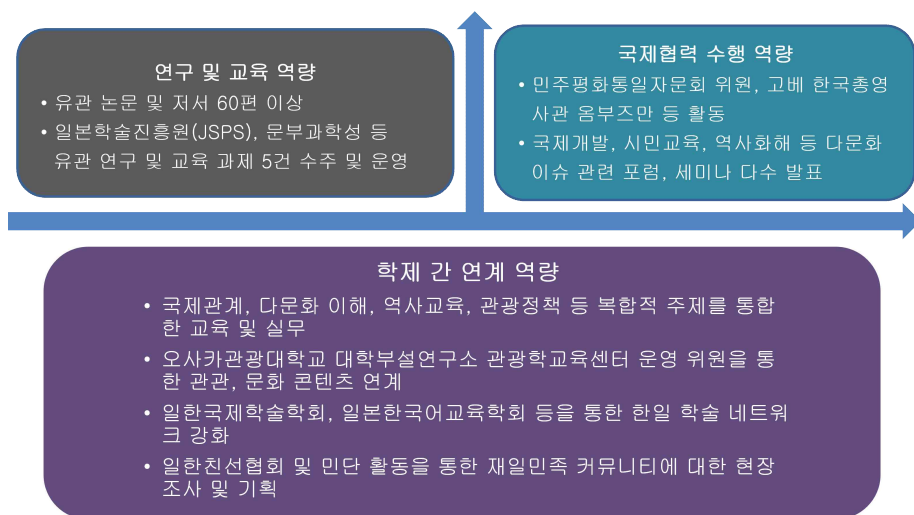 연구 및 교육 역량
• 유관 논문 및 저서 60편 이상
• 일본학술진흥원(JSPS), 문부과학성 등
유관 연구 및 교육 과제 5건 수주 및 운영
국제협력 수행 역량
• 민주평화통일자문회 위원, 고베 한국총영
사관 옴부즈만 등 활동
• 국제개발, 시민교육, 역사화해 등 다문화
이슈 관련 포럼, 세미나 다수 발표
학제 간 연계 역량
• 국제관계, 다문화 이해, 역사교육, 관광정책 등 복합적 주제를 통합
한 교육 및 실무
• 오사카관광대학교 대학부설연구소 관광학교육센터 운영 위원을 통
한 관관, 문화 콘텐츠 연계
• 일한국제학술학회, 일본한국어교육학회 등을 통한 한일 학술 네트워
크 강화
• 일한친선협회 및 민단 활동을 통한 재일민족 커뮤니티에 대한 현장
조사 및 기획